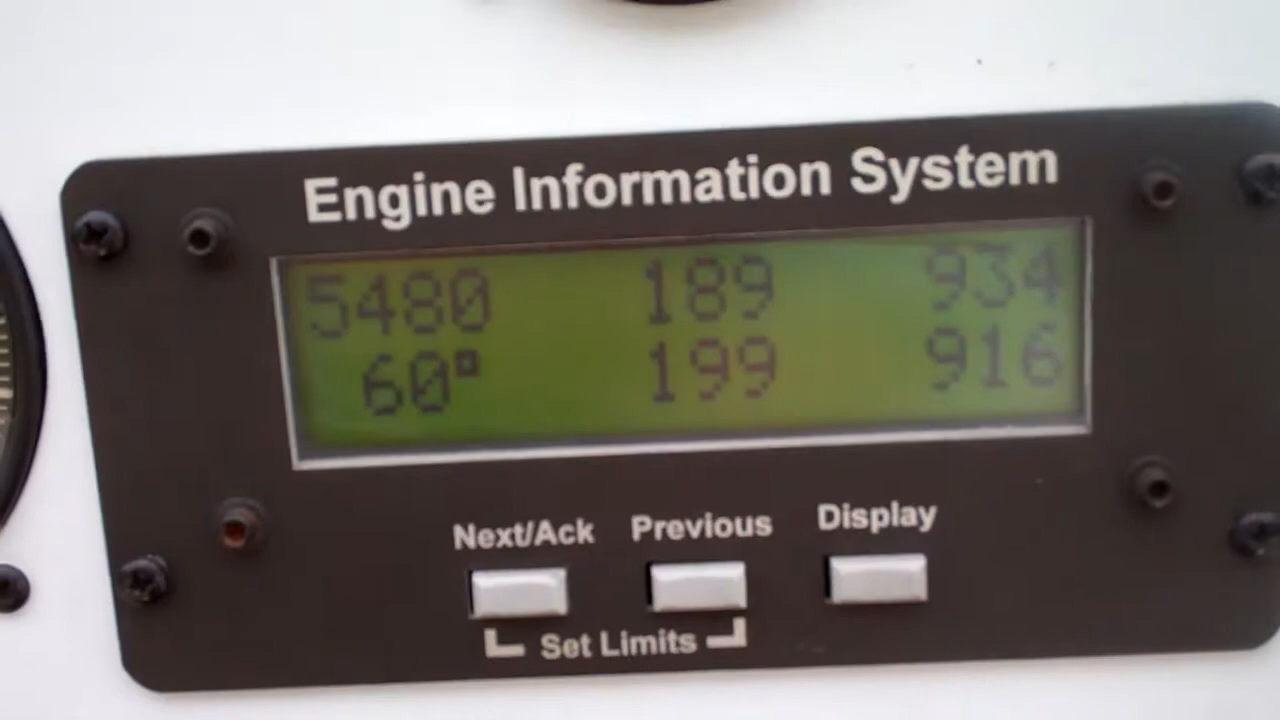 Engine Information System
5480 189 934
60° 199 916
Next/Ack Previous Display
Set Limits